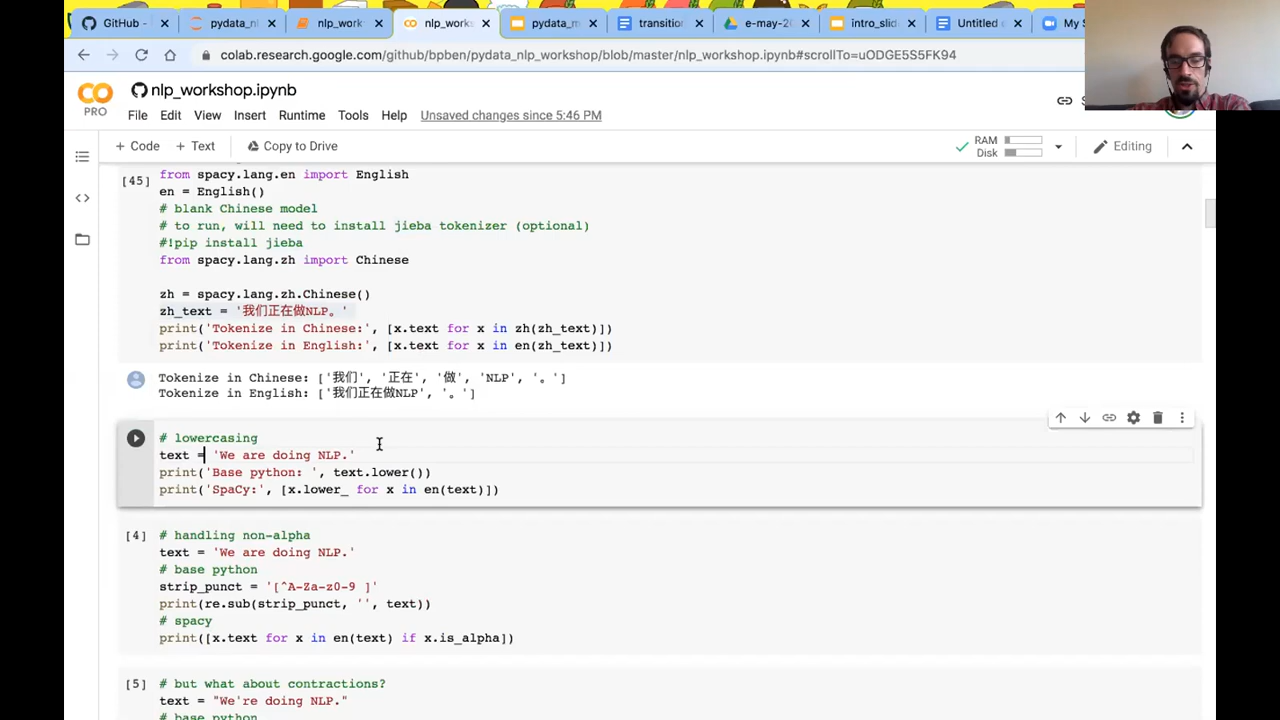 GitHub -
pydata_nl
nlp_works
nlp_works
pydata_m
transition
e-may-20
intro_slid
Untitled e
My S
colab.research.google.com/github/bpben/pydata_nlp_workshop/blob/master/nlp_workshop.ipynb#scrollTo=uODGE5S5FK94
nlp_workshop.ipynb
PRO
File Edit View Insert Runtime Tools Help Unsaved changes since 5:46 PM
+ Code + Text Copy to Drive
RAM
Disk
Editing
from spacy.lang.en import English
[45]
en = English()
# blank Chinese model
# to run, will need to install jieba tokenizer (optional)
#!pip install jieba
from spacy.lang.zh import Chinese
zh = spacy.lang.zh.Chinese()
zh_text = '我们正在做NLP。'
print('Tokenize in Chinese:', [x.text for x in zh(zh_text)])
print('Tokenize in English:', [x.text for x in en(zh_text)])
Tokenize in Chinese: ['我们', '正在', '做', 'NLP', '。']
Tokenize in English: ['我们正在做NLP', '。']
# lowercasing
text = 'We are doing NLP.'
print('Base python: ', text.lower())
print('SpaCy:', [x.lower_ for x in en(text)])
[4]
# handling non-alpha
text = 'We are doing NLP.'
# base python
strip_punct = '[^A-Za-z0-9 ]'
print(re.sub(strip_punct, '', text))
# spacy
print([x.text for x in en(text) if x.is_alpha])
[5]
# but what about contractions?
text = "We're doing NLP."
# base python